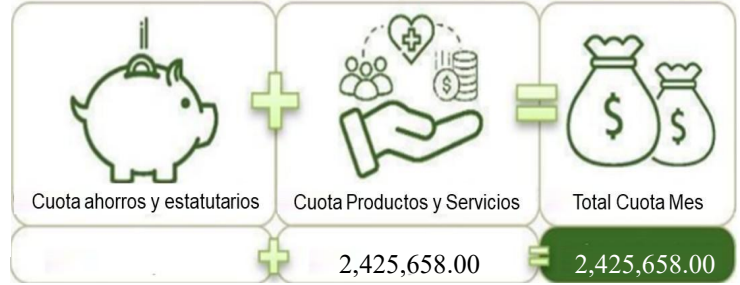 Cuota ahorros y estatutarios
Cuota Productos y Servicios
Total Cuota Mes
2,425,658.00
2,425,658.00